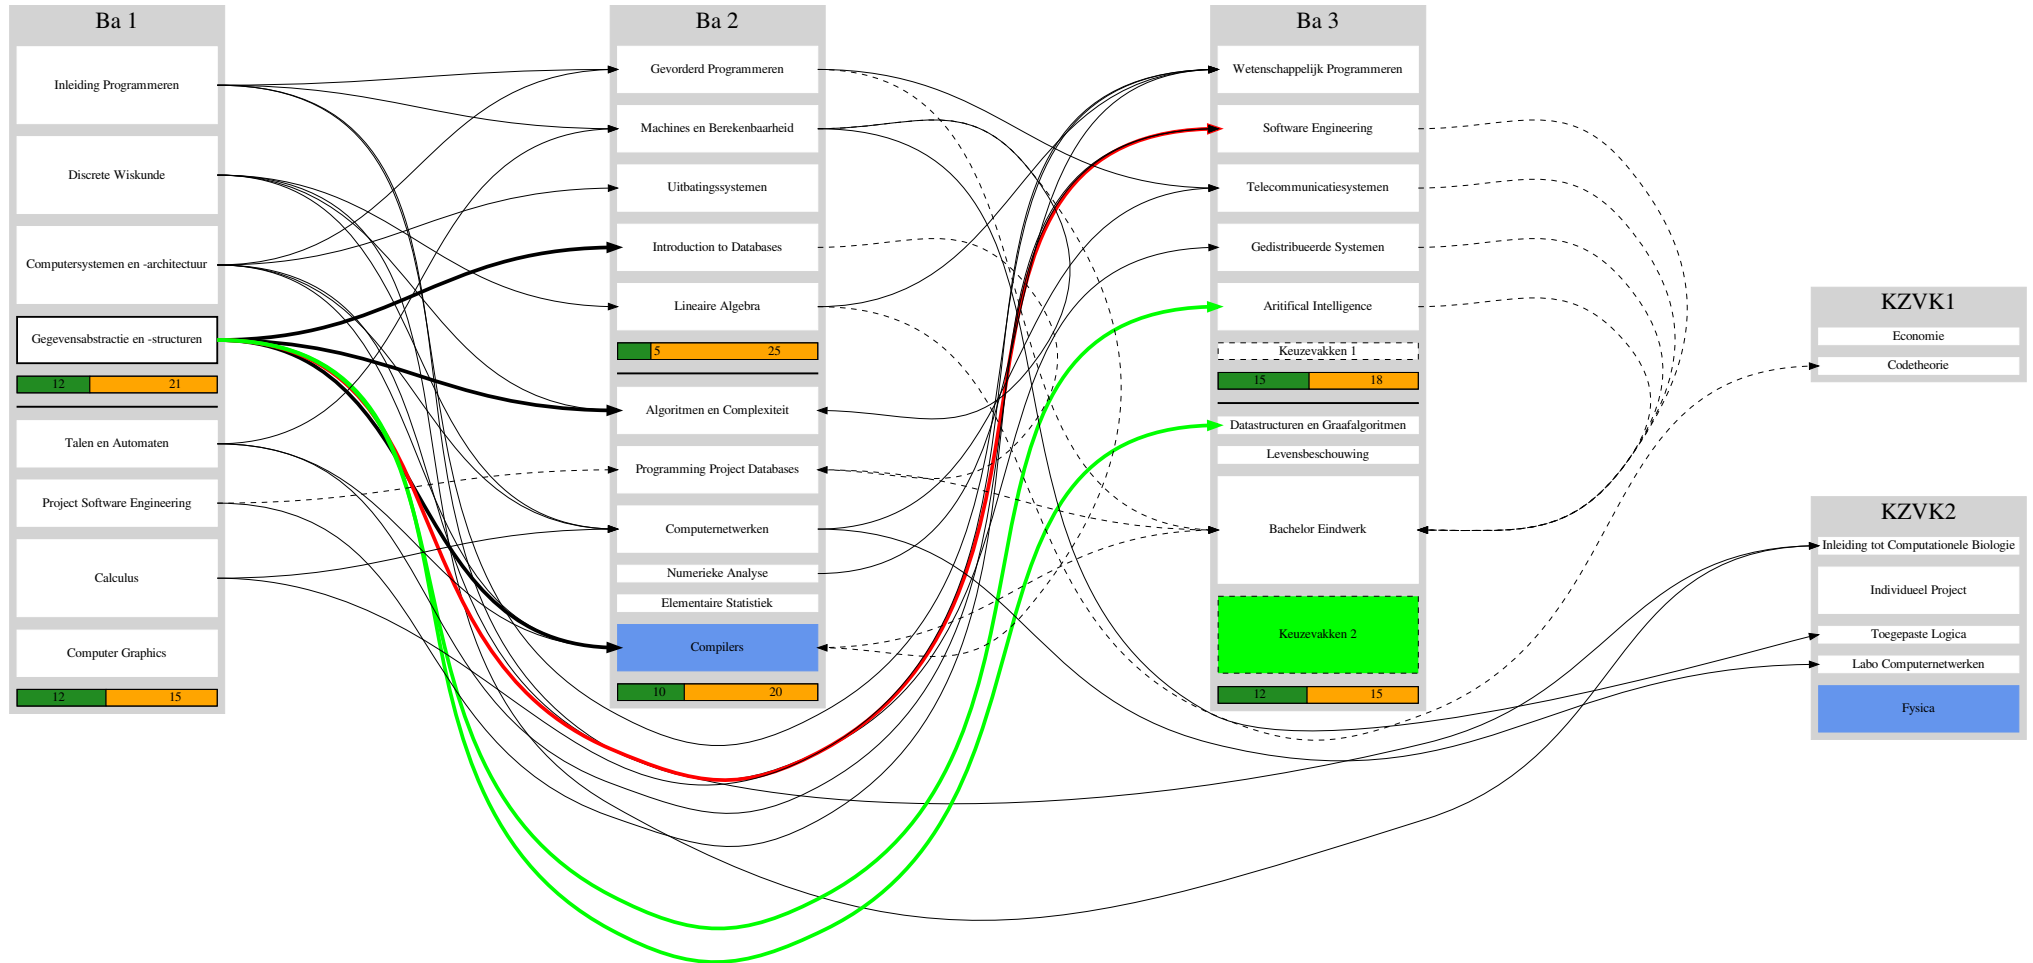 Ba 1
Inleiding Programmeren
Discrete Wiskunde
Computersystemen en -architectuur
Gegevensabstractie en -structuren
12 21
Talen en Automaten
Project Software Engineering
Calculus
Computer Graphics
12 15
Ba 2
Gevorderd Programmeren
Machines en Berekenbaarheid
Uitbatingssystemen
Introduction to Databases
Lineaire Algebra
5 25
Algoritmen en Complexiteit
Programming Project Databases
Computernetwerken
Numerieke Analyse
Elementaire Statistiek
Compilers
10 20
Ba 3
Wetenschappelijk Programmeren
Software Engineering
Telecommunicatiesystemen
Gedistribueerde Systemen
Aritifical Intelligence
Keuzevakken 1
15 18
Datastructuren en Graafalgoritmen
Levensbeschouwing
Bachelor Eindwerk
Keuzevakken 2
12 15
KZVK1
Economie
Codetheorie
KZVK2
Inleiding tot Computationele Biologie
Individueel Project
Toegepaste Logica
Labo Computernetwerken
Fysica